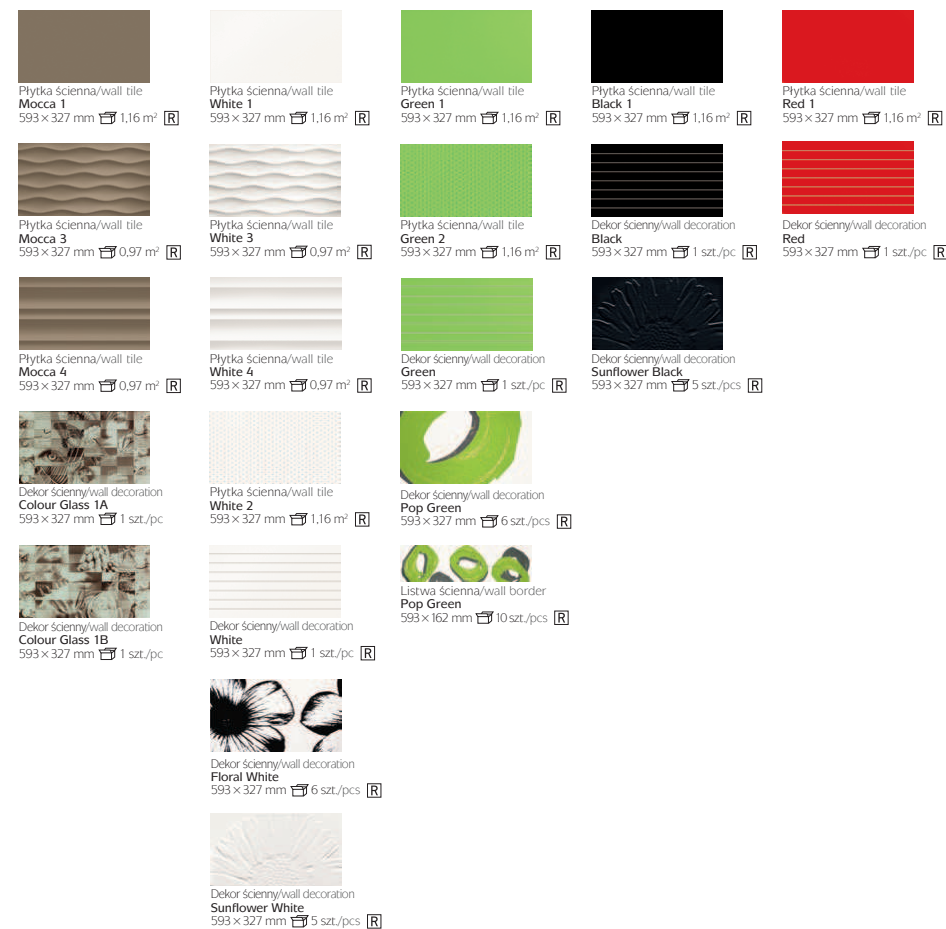 Płytka ścienna/wall tile
Mocca 1
593 × 327 mm 1,16 m² R
Płytka ścienna/wall tile
White 1
593 × 327 mm 1,16 m² R
Płytka ścienna/wall tile
Green 1
593 × 327 mm 1,16 m² R
Płytka ścienna/wall tile
Black 1
593 × 327 mm 1,16 m² R
Płytka ścienna/wall tile
Red 1
593 × 327 mm 1,16 m² R
Płytka ścienna/wall tile
Mocca 3
593 × 327 mm 0,97 m² R
Płytka ścienna/wall tile
White 3
593 × 327 mm 0,97 m² R
Płytka ścienna/wall tile
Green 2
593 × 327 mm 1,16 m² R
Dekor ścienny/wall decoration
Black
593 × 327 mm 1 szt./pc R
Dekor ścienny/wall decoration
Red
593 × 327 mm 1 szt./pc R
Płytka ścienna/wall tile
Mocca 4
593 × 327 mm 0,97 m² R
Płytka ścienna/wall tile
White 4
593 × 327 mm 0,97 m² R
Dekor ścienny/wall decoration
Green
593 × 327 mm 1 szt./pc R
Dekor ścienny/wall decoration
Sunflower Black
593 × 327 mm 5 szt./pcs R
Dekor ścienny/wall decoration
Colour Glass 1A
593 × 327 mm 1 szt./pc
Płytka ścienna/wall tile
White 2
593 × 327 mm 1,16 m² R
Dekor ścienny/wall decoration
Pop Green
593 × 327 mm 6 szt./pcs R
Dekor ścienny/wall decoration
Colour Glass 1B
593 × 327 mm 1 szt./pc
Dekor ścienny/wall decoration
White
593 × 327 mm 1 szt./pc R
Listwa ścienna/wall border
Pop Green
593 × 162 mm 10 szt./pcs R
Dekor ścienny/wall decoration
Floral White
593 × 327 mm 6 szt./pcs R
Dekor ścienny/wall decoration
Sunflower White
593 × 327 mm 5 szt./pcs R